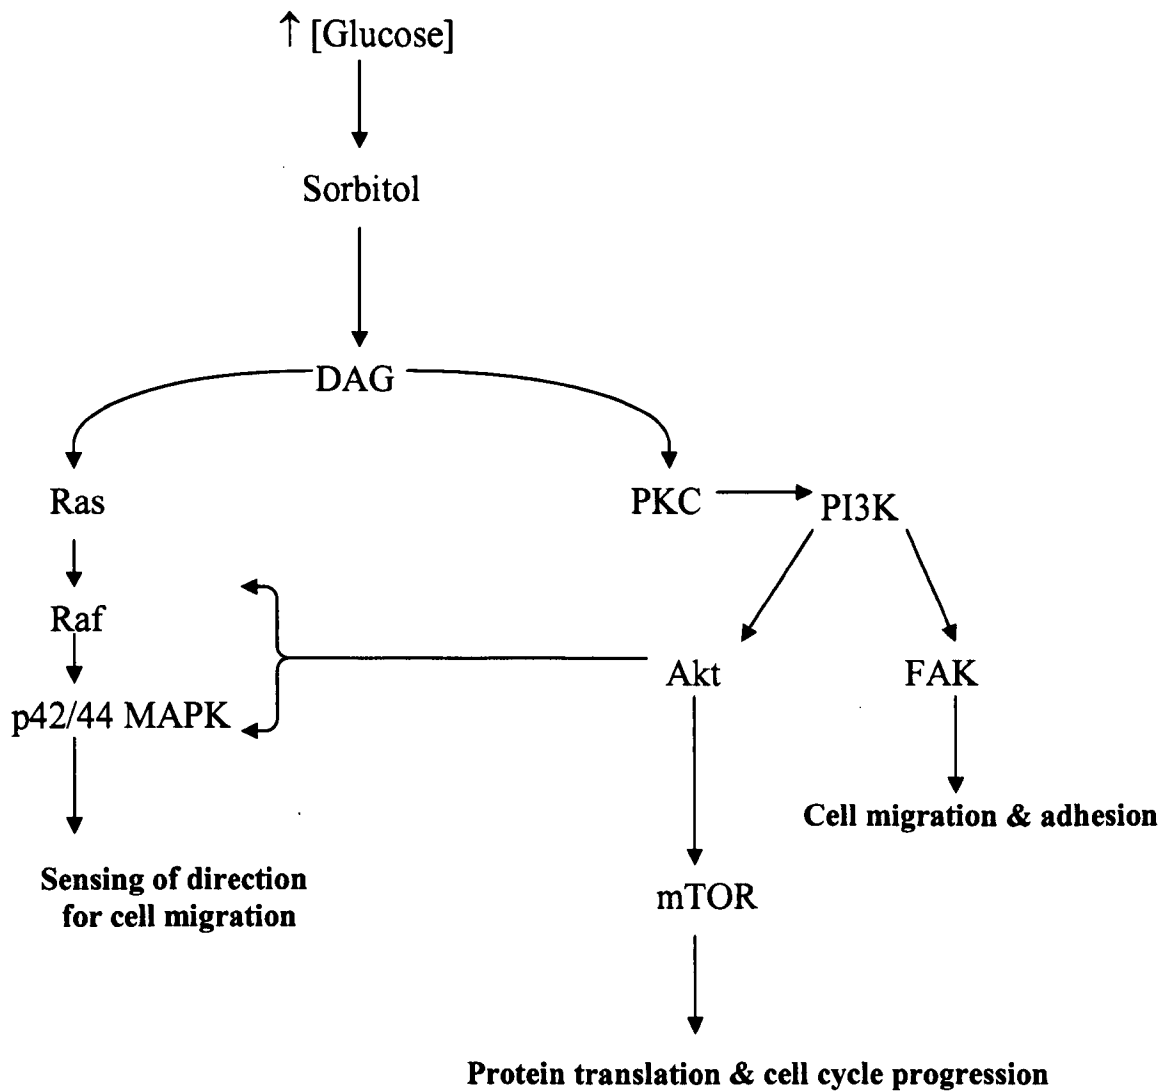 ↑ [Glucose]
Sorbitol
DAG
Ras
PKC
PI3K
Raf
Akt
FAK
p42/44 MAPK
Cell migration & adhesion
Sensing of direction
for cell migration
mTOR
Protein translation & cell cycle progression